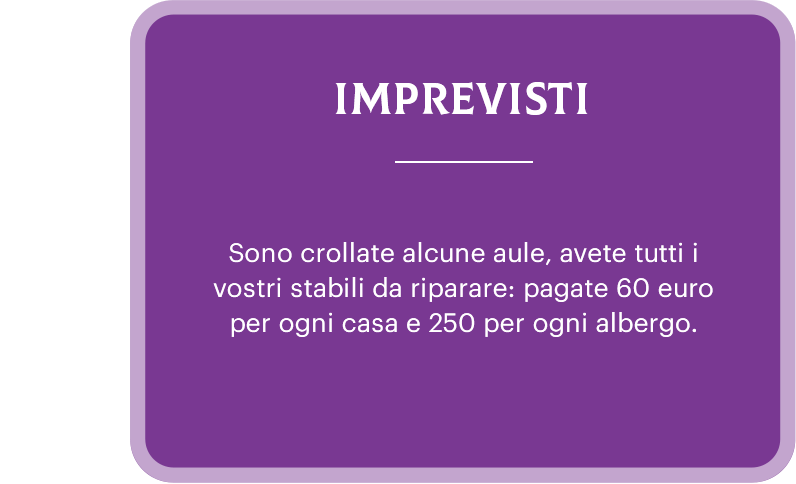 IMPREVISTI
Sono crollate alcune aule, avete tutti i
vostri stabili da riparare: pagate 60 euro
per ogni casa e 250 per ogni albergo.